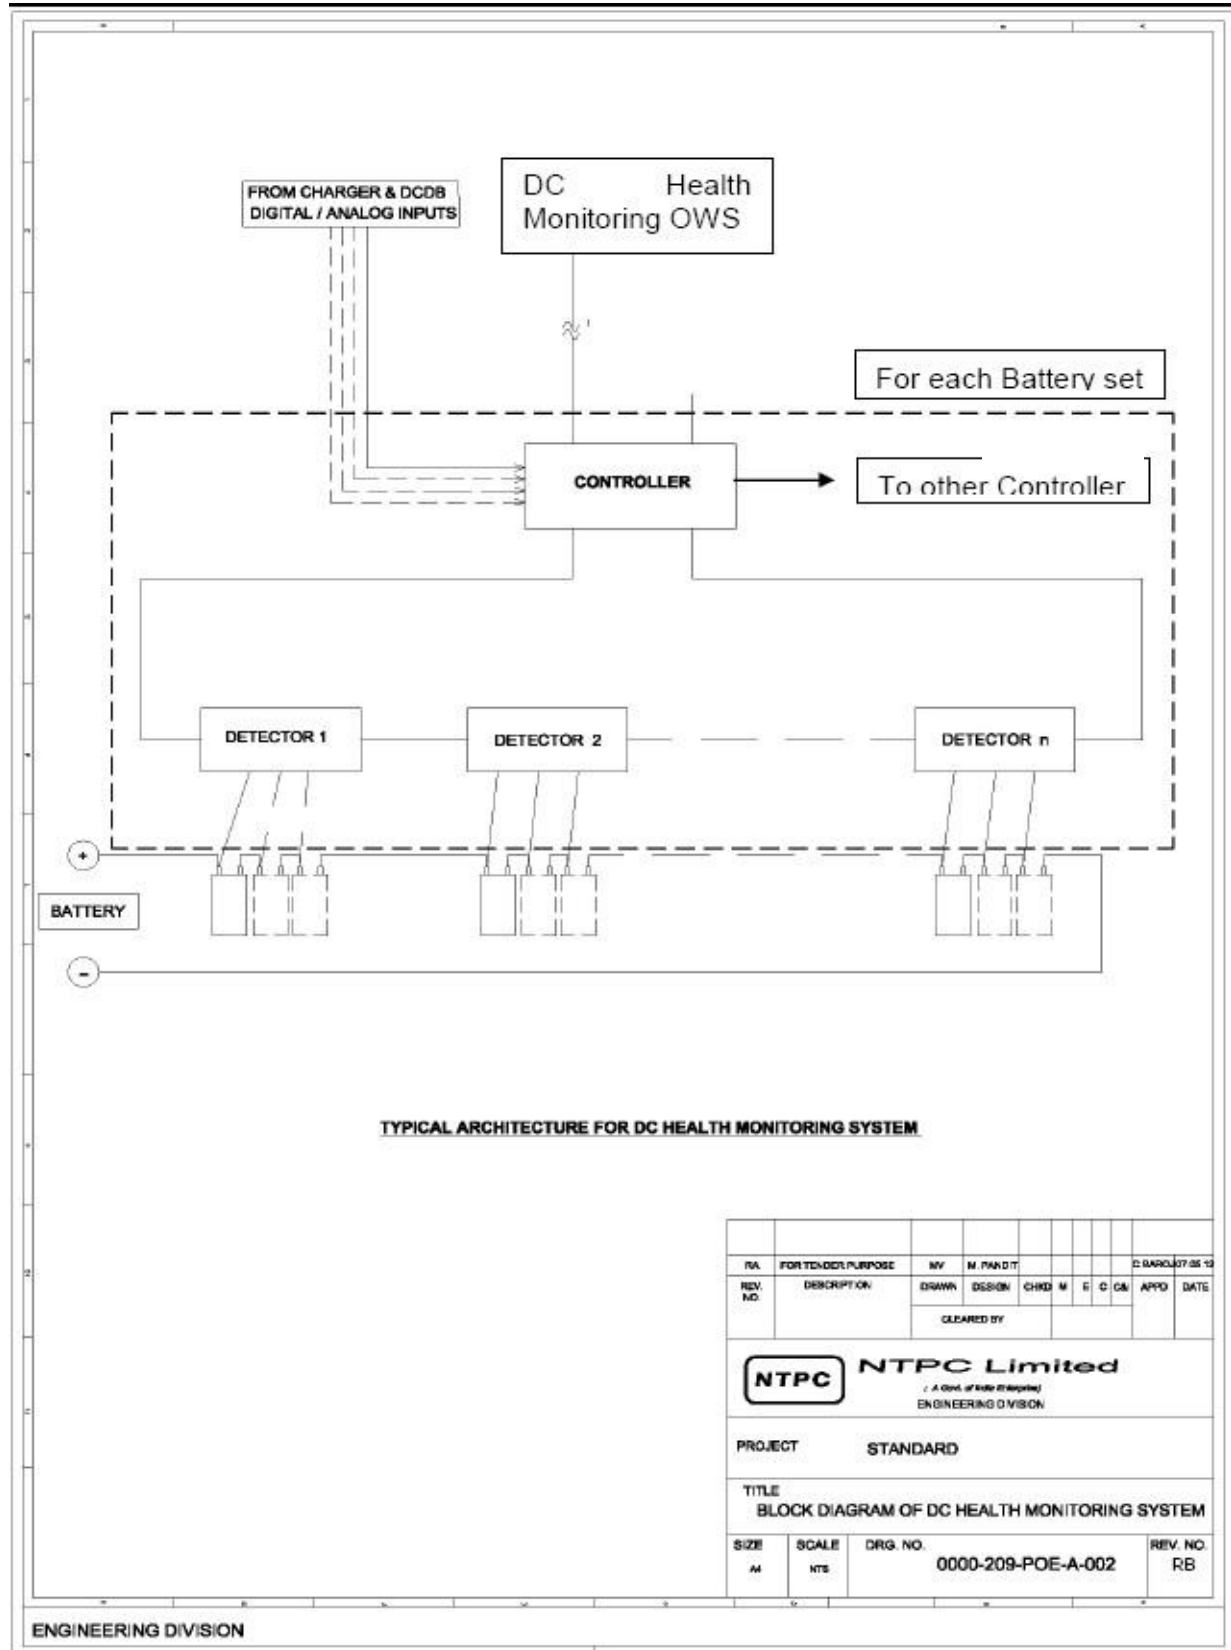 FROM CHARGER & DCDB
DIGITAL / ANALOG INPUTS
DC Health
Monitoring OWS
For each Battery set
CONTROLLER
To other Controller
DETECTOR 1
DETECTOR 2
DETECTOR n
+
BATTERY
-
TYPICAL ARCHITECTURE FOR DC HEALTH MONITORING SYSTEM
RA FOR TENDER PURPOSE MV M. PANDIT
REV. NO. DESCRIPTION DRAWN DESIGN CHKD M E C C&I APPD DATE
CLEARED BY
NTPC NTPC Limited
( A Govt. of India Enterprise)
ENGINEERING DIVISION
PROJECT STANDARD
TITLE
BLOCK DIAGRAM OF DC HEALTH MONITORING SYSTEM
SIZE SCALE DRG. NO. REV. NO.
A4 NTS 0000-209-POE-A-002 RB
ENGINEERING DIVISION